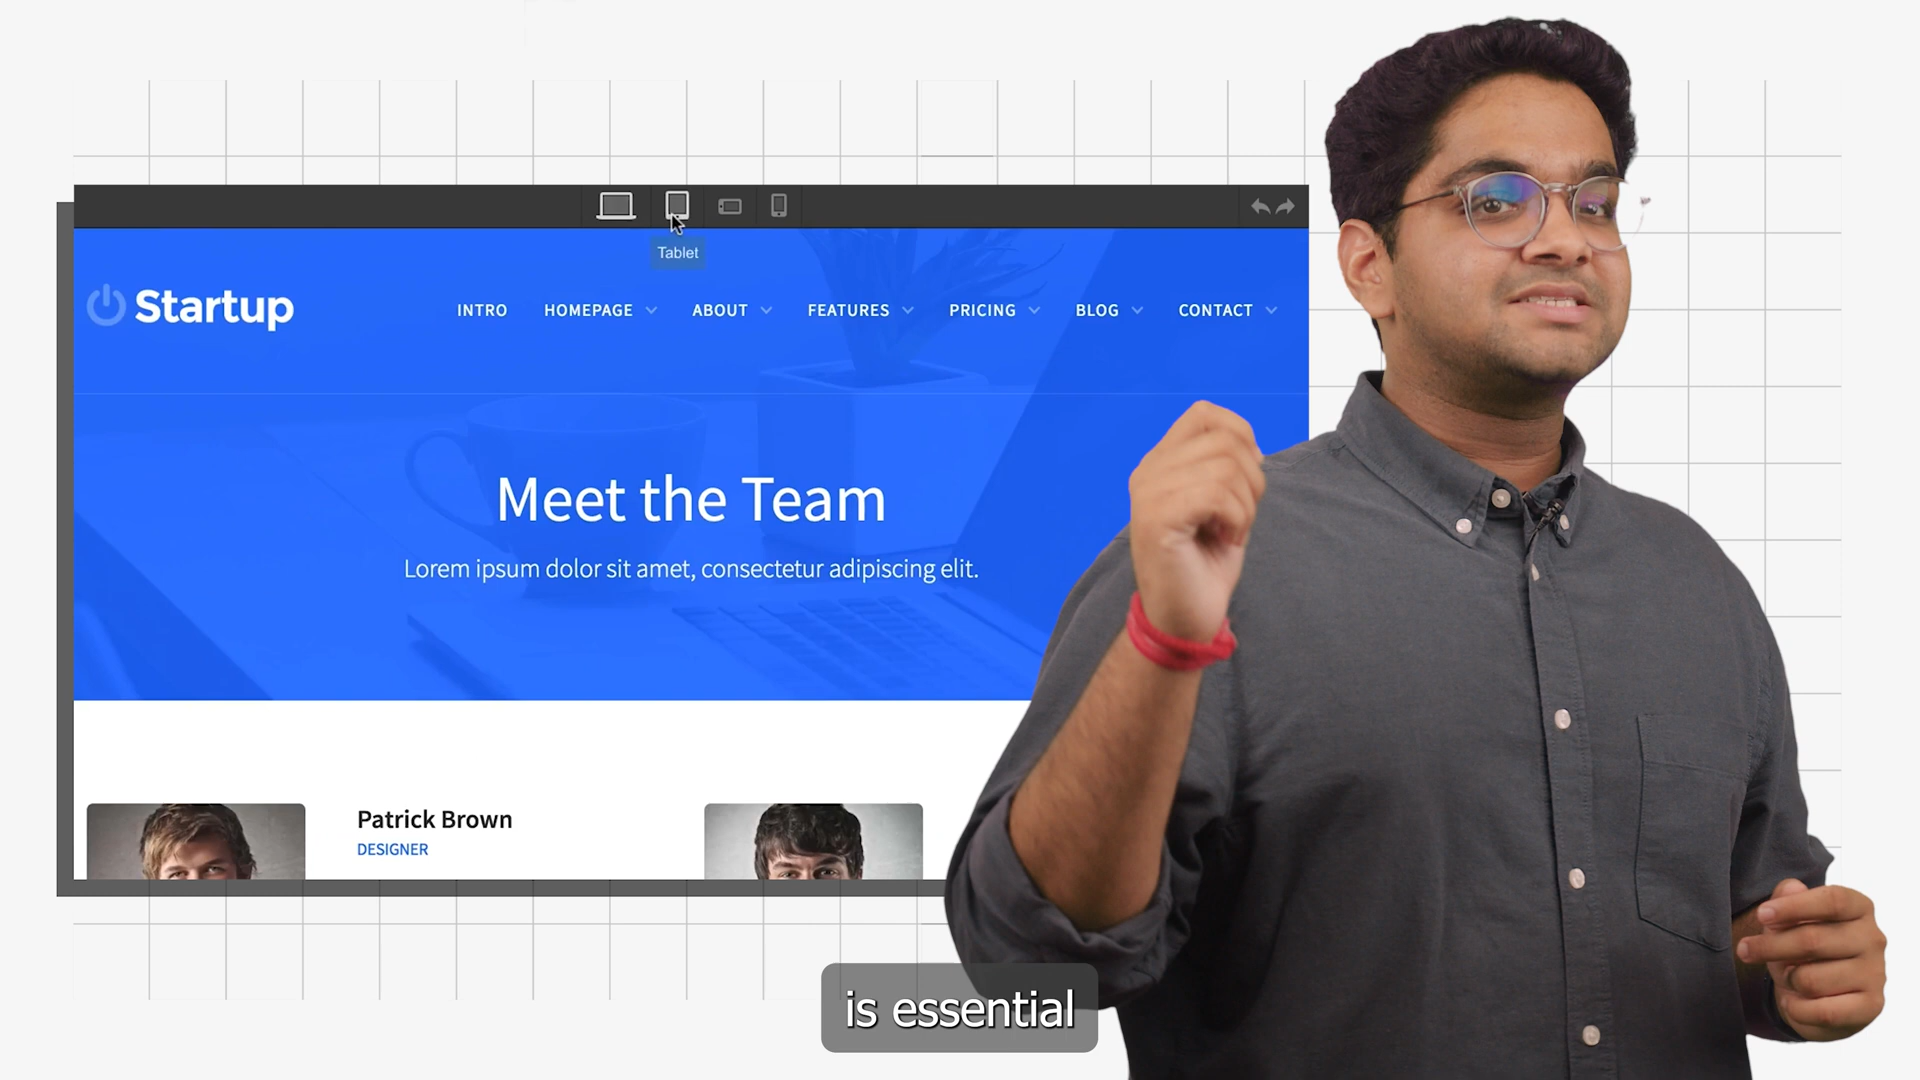 Tablet
Startup
INTRO HOMEPAGE ABOUT FEATURES PRICING BLOG CONTACT
Meet the Team
Lorem ipsum dolor sit amet, consectetur adipiscing elit.
Patrick Brown
DESIGNER
is essential